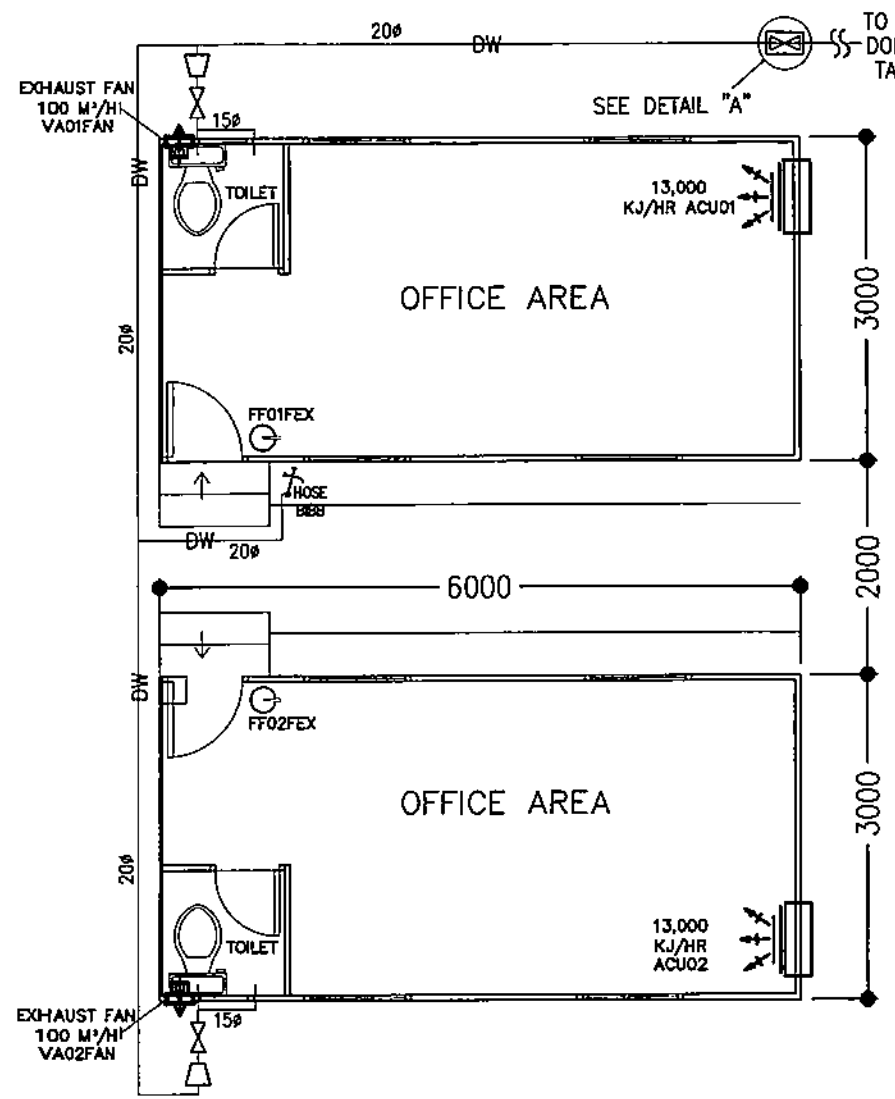 20ø
DW
TO
DO
TA
SEE DETAIL "A"
EXHAUST FAN
100 M³/H
VA01FAN
15ø
DW
TOILET
13,000
KJ/HR ACU01
OFFICE AREA
3000
20ø
FF01FEX
HOSE
BIBB
DW
20ø
6000
2000
DW
FF02FEX
OFFICE AREA
3000
20ø
TOILET
13,000
KJ/HR
ACU02
EXHAUST FAN
100 M³/H
VA02FAN
15ø